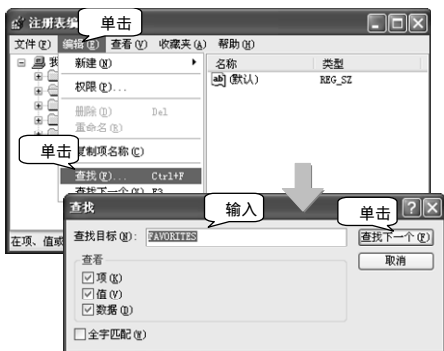 注册表编
单击
文件(F) 编辑(E) 查看(V) 收藏夹(A) 帮助(H)
新建(N)
权限(P)...
删除(D) Del
重命名(R)
复制项名称(C)
单击
查找(F)... Ctrl+F
查找下一个(X) F3
名称 类型
ab (默认) REG_SZ
在项、值或
查找
输入
单击
查找目标(N): FAVORITES
查找下一个(F)
取消
查看
项(K)
值(V)
数据(D)
全字匹配(W)